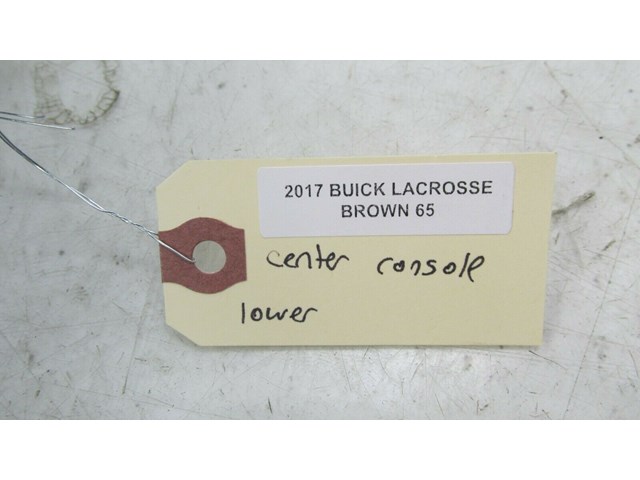 2017 BUICK LACROSSE
BROWN 65
center console
lower